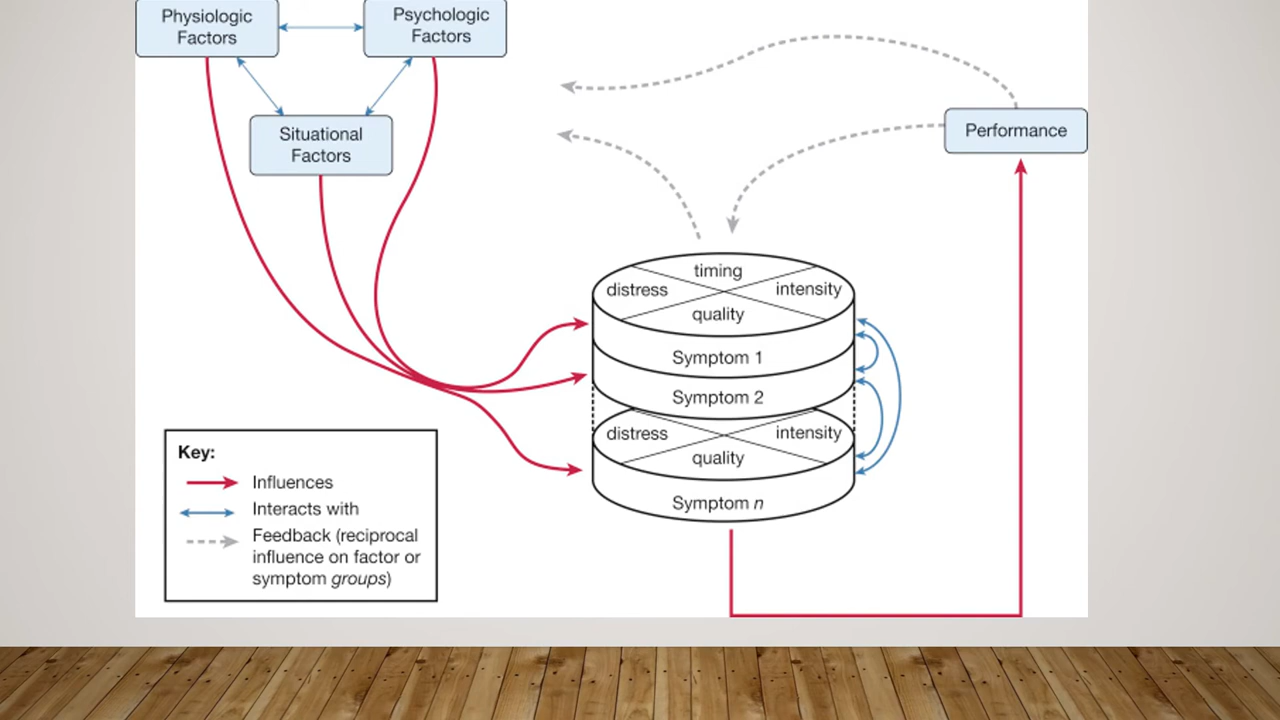 Physiologic
Factors
Psychologic
Factors
Situational
Factors
Performance
timing
distress
intensity
quality
Symptom 1
Symptom 2
distress
intensity
quality
Symptom n
Key:
Influences
Interacts with
Feedback (reciprocal
influence on factor or
symptom groups)